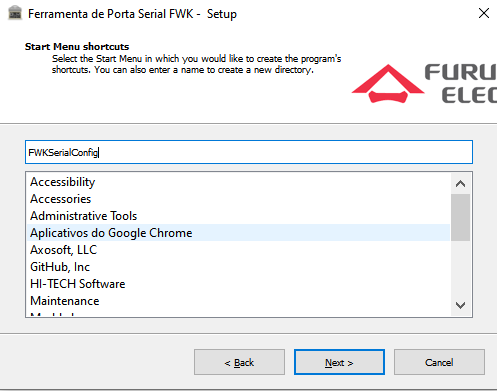 Ferramenta de Porta Serial FWK - Setup
Start Menu shortcuts
Select the Start Menu in which you would like to create the program's
shortcuts. You can also enter a name to create a new directory.
FURU
ELEC
FWKSerialConfig
Accessibility
Accessories
Administrative Tools
Aplicativos do Google Chrome
Axosoft, LLC
GitHub, Inc
HI-TECH Software
Maintenance
< Back
Next >
Cancel